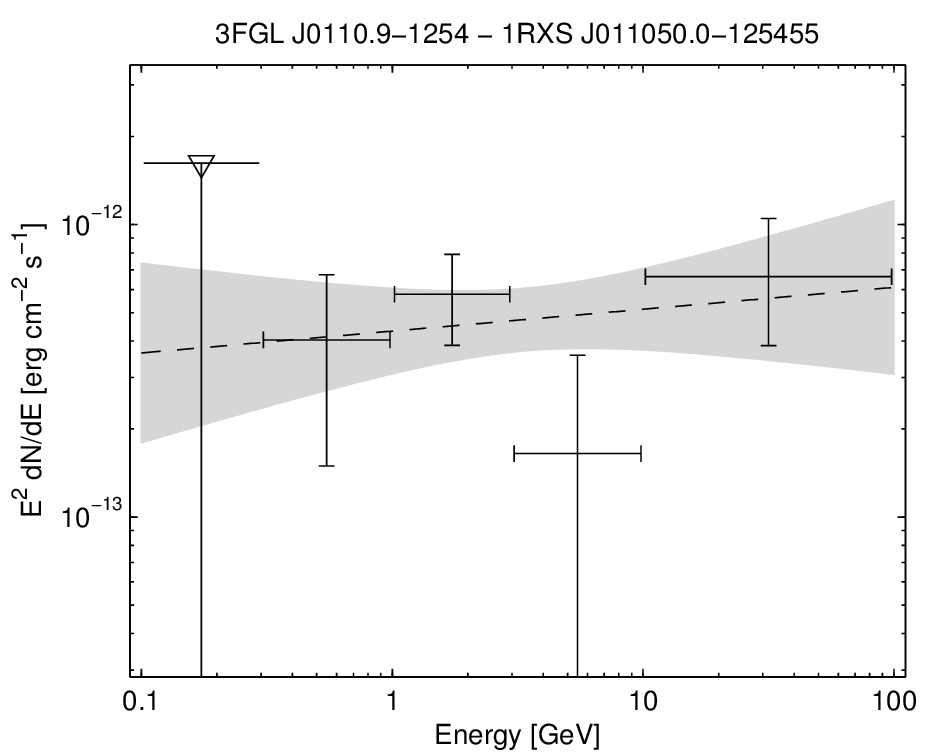 3FGL J0110.9−1254 − 1RXS J011050.0−125455
E² dN/dE [erg cm⁻² s⁻¹]
10⁻¹²
10⁻¹³
0.1 1 10 100
Energy [GeV]